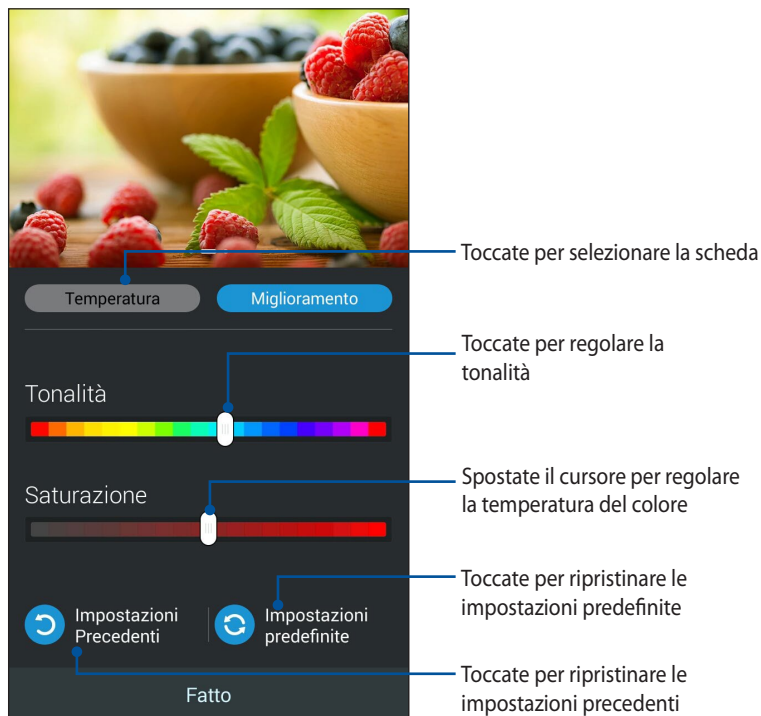 Toccate per selezionare la scheda
Temperatura
Miglioramento
Toccate per regolare la
tonalità
Tonalità
Spostate il cursore per regolare
la temperatura del colore
Saturazione
Toccate per ripristinare le
impostazioni predefinite
Impostazioni
Precedenti
Impostazioni
predefinite
Toccate per ripristinare le
impostazioni precedenti
Fatto